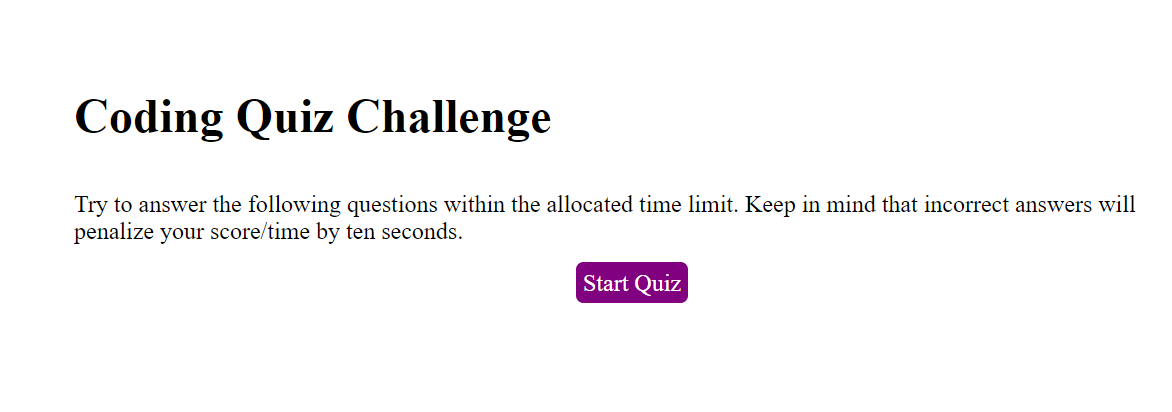 Coding Quiz Challenge
Try to answer the following questions within the allocated time limit. Keep in mind that incorrect answers will
penalize your score/time by ten seconds.
Start Quiz